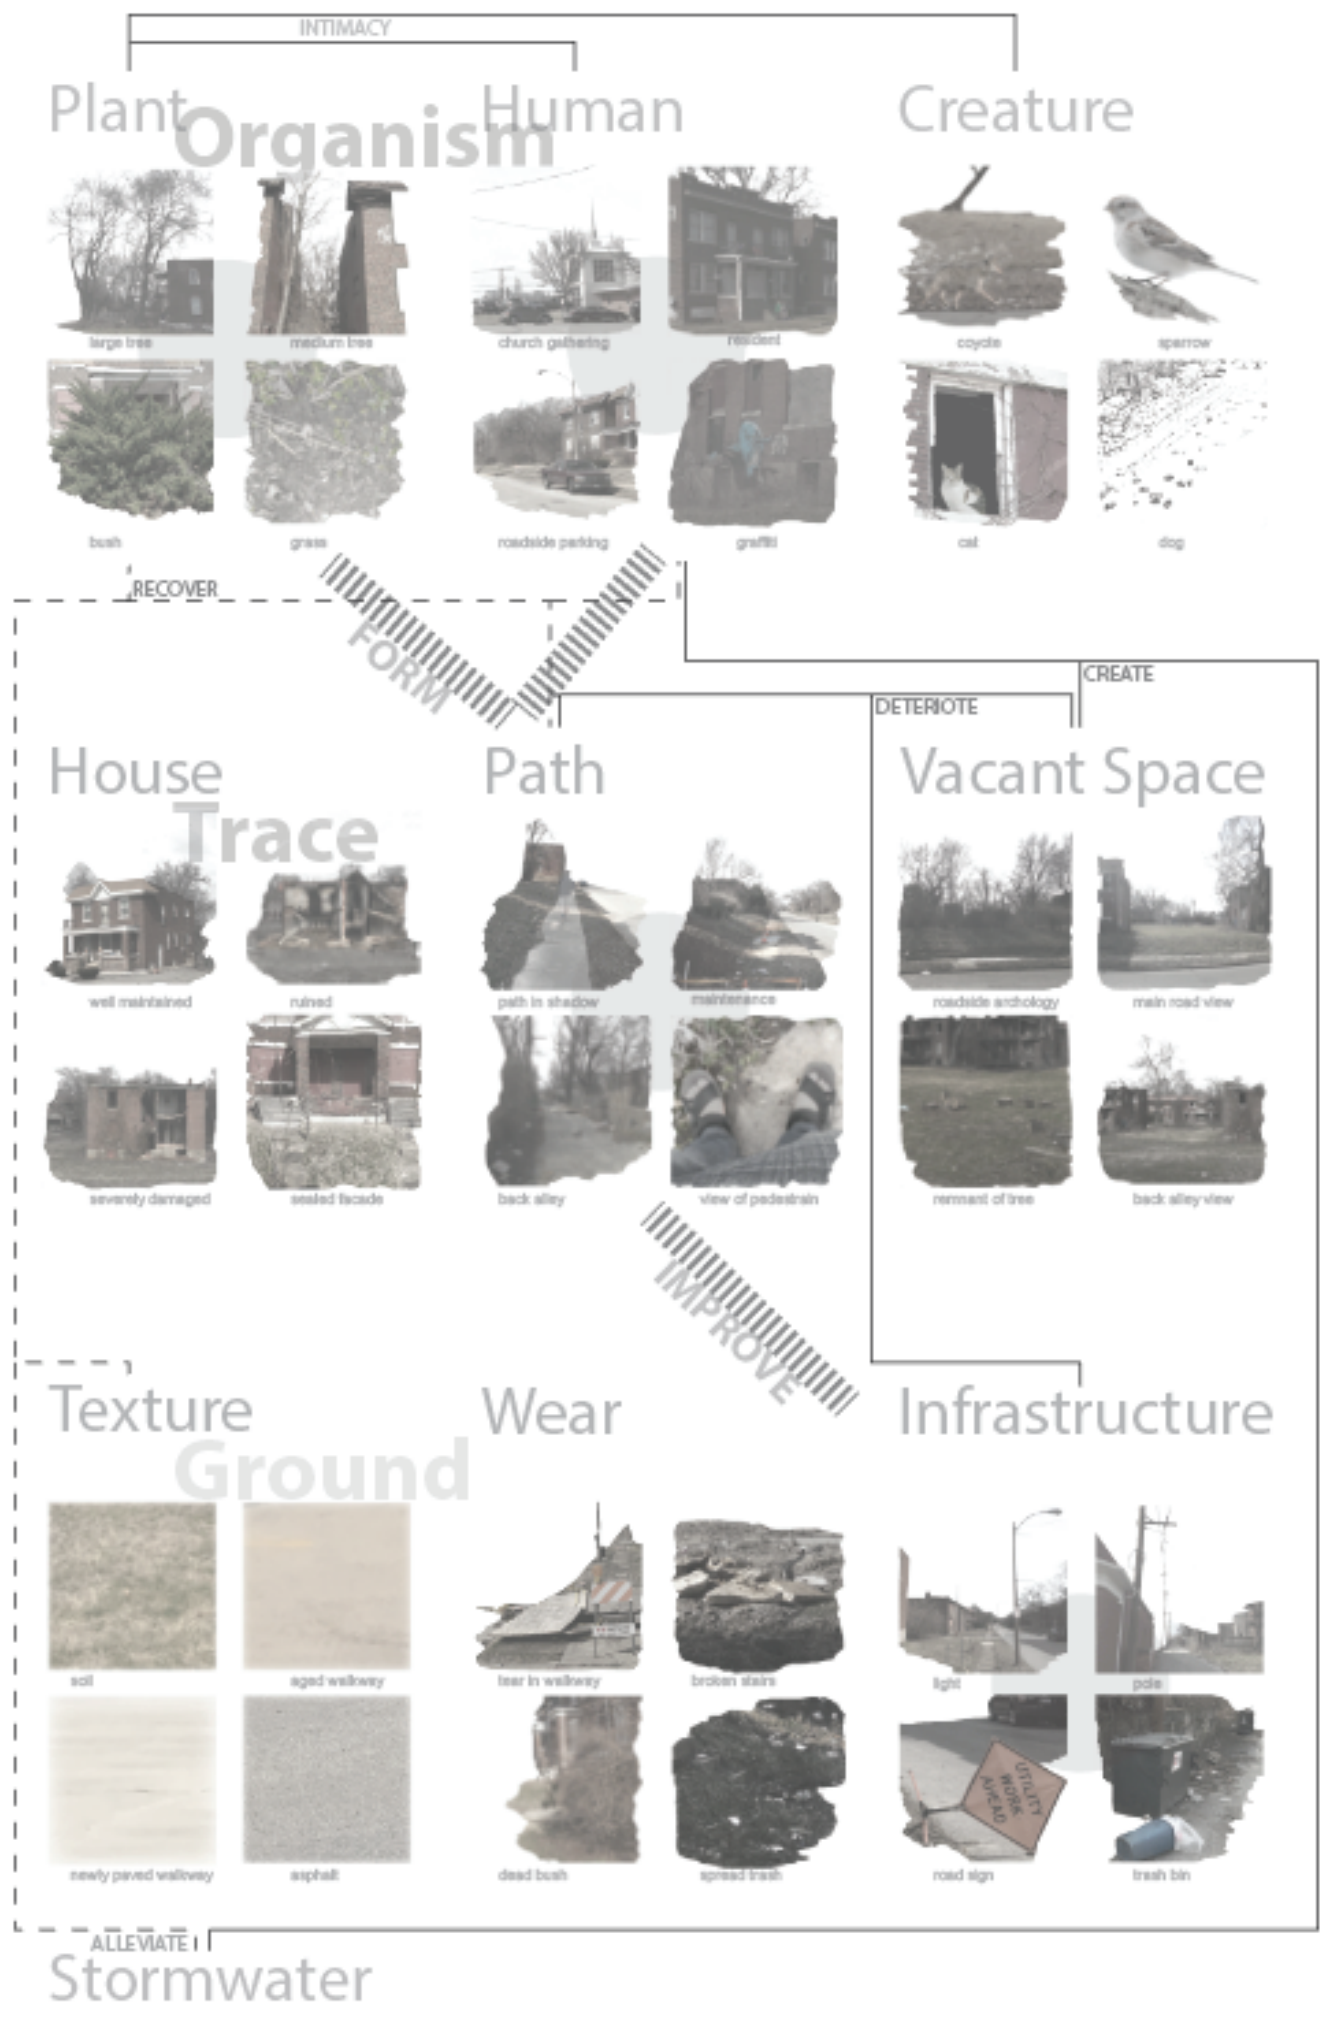 INTIMACY
Plant
Human
Creature
Organism
large tree
medium tree
church gathering
resident
coyote
sparrow
bush
grass
roadside parking
graffiti
cat
dog
RECOVER
FORM
CREATE
DETERIOTE
House
Path
Vacant Space
Trace
well maintained
ruined
path in shadow
maintenance
roadside archology
main road view
severely damaged
sealed facade
back alley
view of pedestrain
remnant of tree
back alley view
IMPROVE
Texture
Wear
Infrastructure
Ground
soil
aged walkway
tear in walkway
broken stairs
light
pole
UTILITY
WORK
AHEAD
newly paved walkway
asphalt
dead bush
spread trash
road sign
trash bin
ALLEVIATE
Stormwater